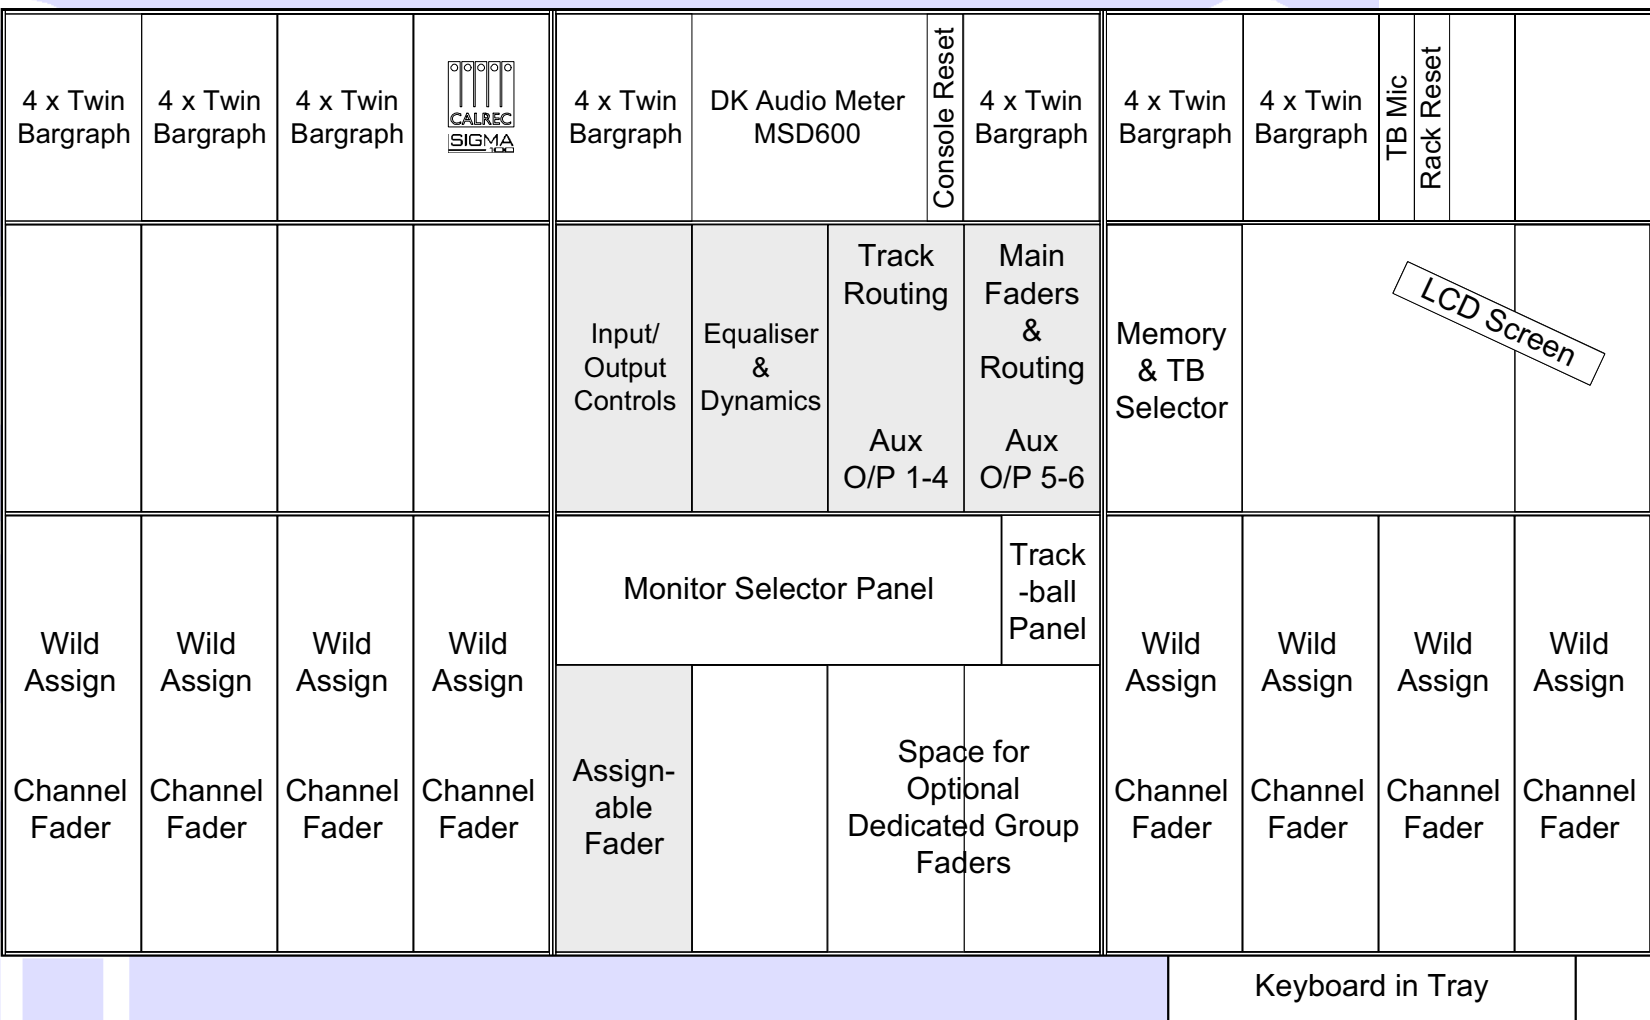 4 x Twin
Bargraph
4 x Twin
Bargraph
4 x Twin
Bargraph
CALREC
SIGMA
100
4 x Twin
Bargraph
DK Audio Meter
MSD600
Console Reset
4 x Twin
Bargraph
4 x Twin
Bargraph
4 x Twin
Bargraph
TB Mic
Rack Reset
Input/
Output
Controls
Equaliser
&
Dynamics
Track
Routing
Aux
O/P 1-4
Main
Faders
&
Routing
Aux
O/P 5-6
Memory
& TB
Selector
LCD Screen
Monitor Selector Panel
Track
-ball
Panel
Wild
Assign
Channel
Fader
Wild
Assign
Channel
Fader
Wild
Assign
Channel
Fader
Wild
Assign
Channel
Fader
Assign-
able
Fader
Space for
Optional
Dedicated Group
Faders
Wild
Assign
Channel
Fader
Wild
Assign
Channel
Fader
Wild
Assign
Channel
Fader
Wild
Assign
Channel
Fader
Keyboard in Tray